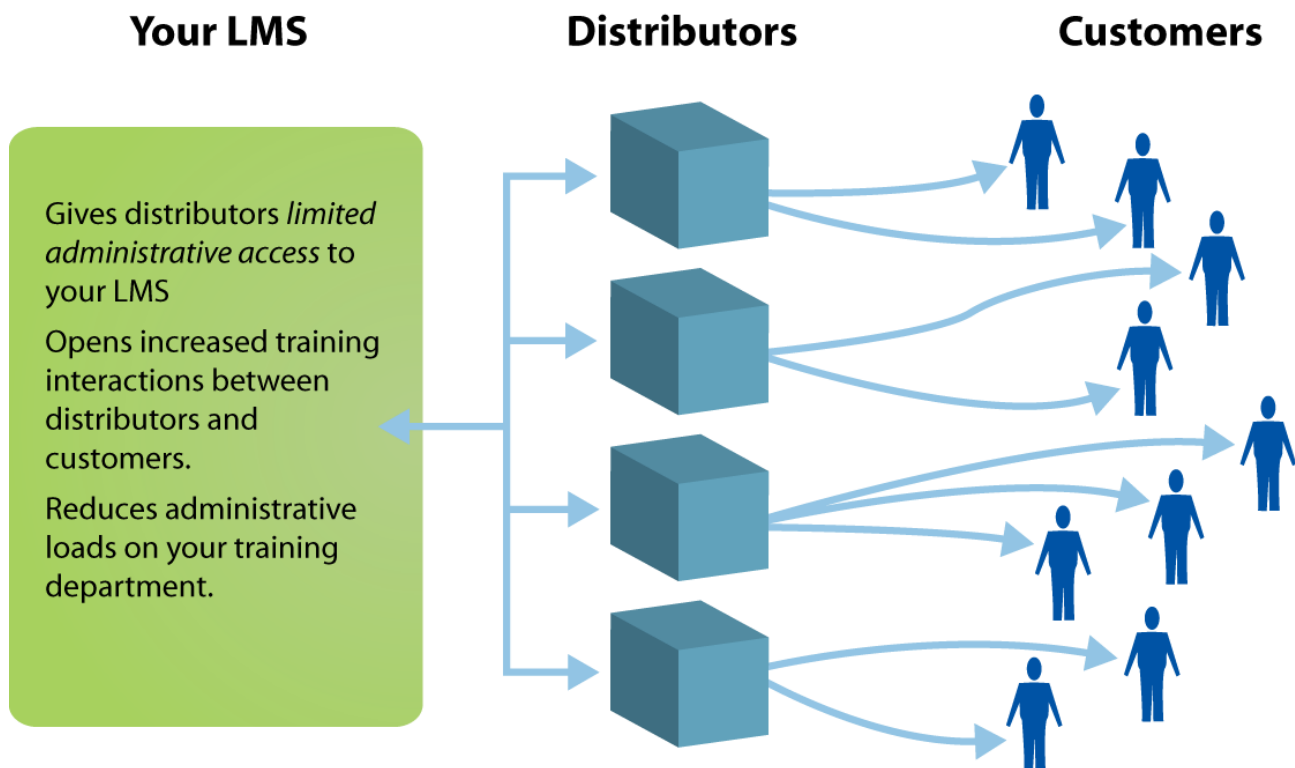 Your LMS
Distributors
Customers
Gives distributors limited
administrative access to
your LMS
Opens increased training
interactions between
distributors and
customers.
Reduces administrative
loads on your training
department.